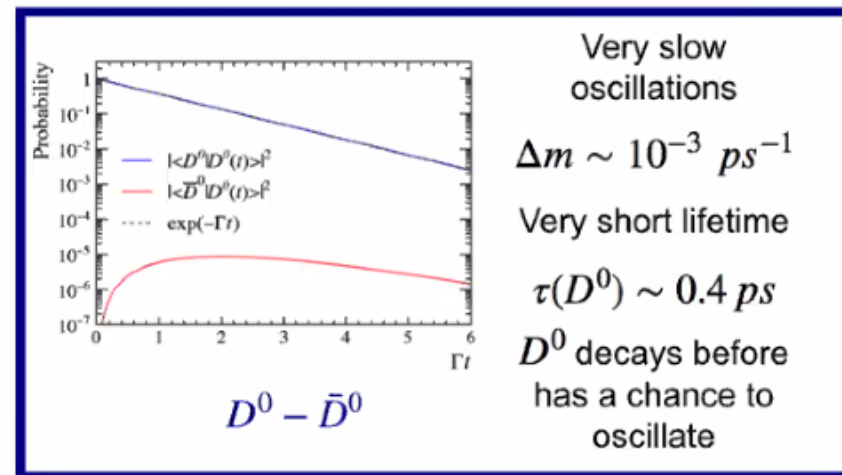 Probability
1
10⁻¹
10⁻²
10⁻³
10⁻⁴
10⁻⁵
10⁻⁶
10⁻⁷
|<D⁰|D⁰(t)>|²
|<D̅⁰|D⁰(t)>|²
exp(−Γt)
0 1 2 3 4 5 6
Γt
D⁰ − D̄⁰
Very slow
oscillations
Δm ∼ 10⁻³ ps⁻¹
Very short lifetime
τ(D⁰) ∼ 0.4 ps
D⁰ decays before
has a chance to
oscillate